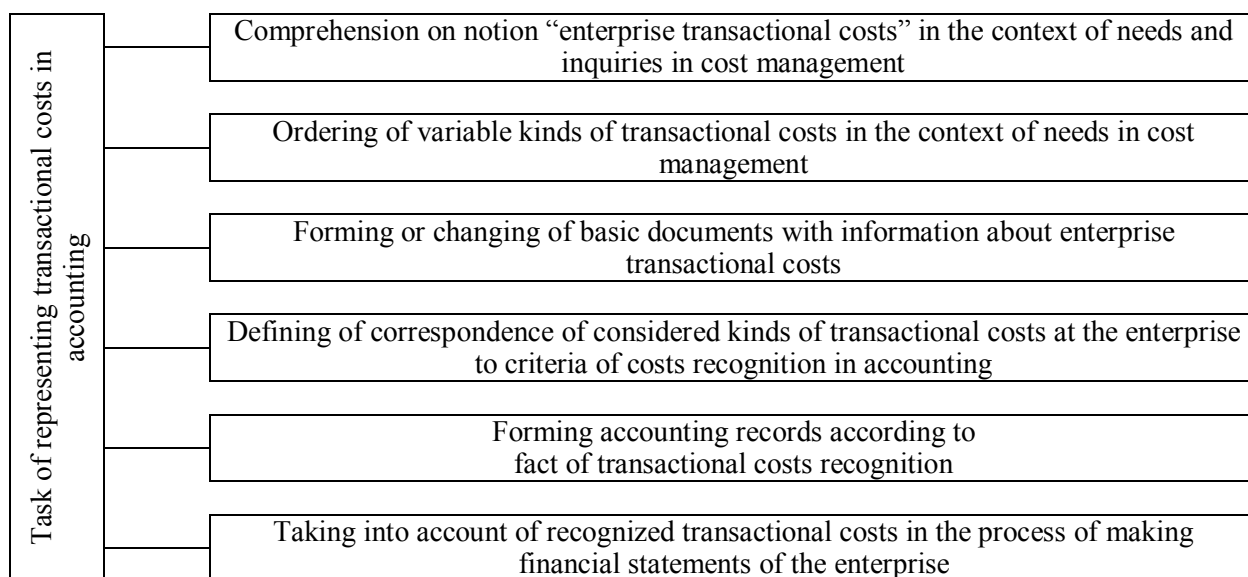 Task of representing transactional costs in
accounting
Comprehension on notion “enterprise transactional costs” in the context of needs and
inquiries in cost management
Ordering of variable kinds of transactional costs in the context of needs in cost
management
Forming or changing of basic documents with information about enterprise
transactional costs
Defining of correspondence of considered kinds of transactional costs at the enterprise
to criteria of costs recognition in accounting
Forming accounting records according to
fact of transactional costs recognition
Taking into account of recognized transactional costs in the process of making
financial statements of the enterprise